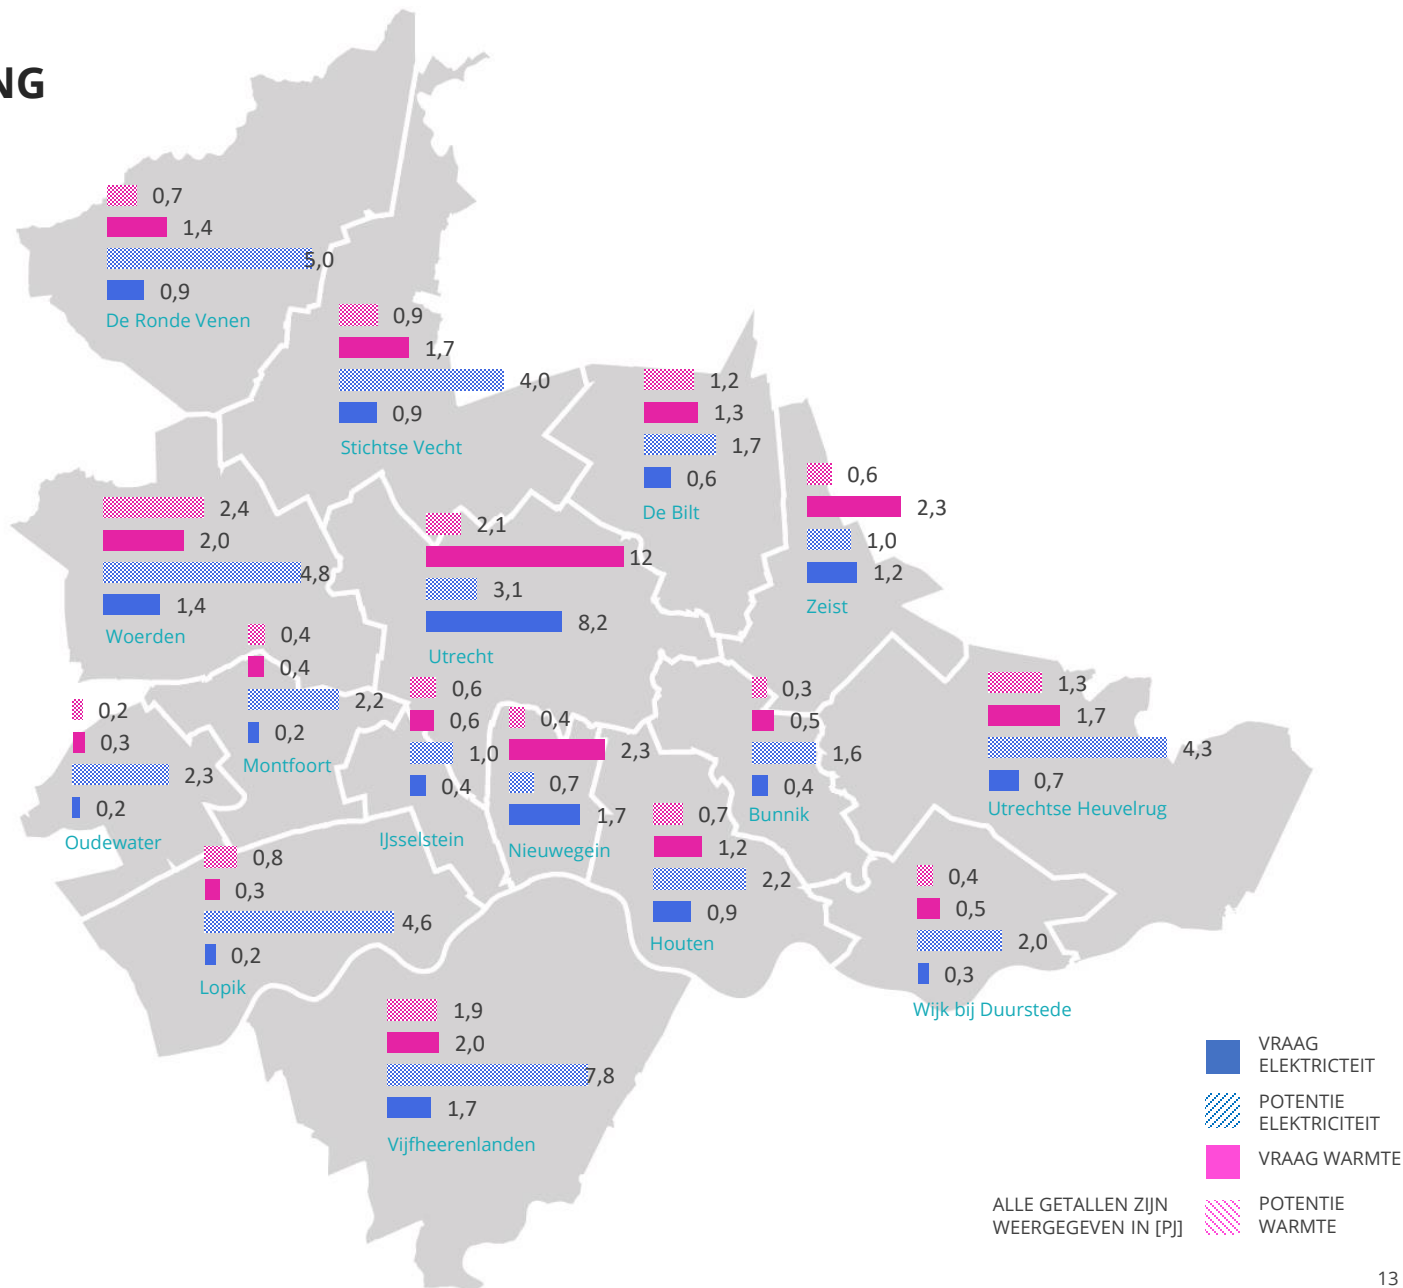 NG
0,7
1,4
5,0
0,9
De Ronde Venen
0,9
1,7
4,0
0,9
Stichtse Vecht
1,2
1,3
1,7
0,6
De Bilt
0,6
2,3
1,0
1,2
Zeist
2,4
2,0
4,8
1,4
Woerden
2,1
12
3,1
8,2
Utrecht
0,4
0,4
2,2
0,2
Montfoort
0,2
0,3
2,3
0,2
Oudewater
0,6
0,6
1,0
0,4
IJsselstein
0,4
2,3
0,7
1,7
Nieuwegein
0,3
0,5
1,6
0,4
Bunnik
1,3
1,7
4,3
0,7
Utrechtse Heuvelrug
0,7
1,2
2,2
0,9
Houten
0,8
0,3
4,6
0,2
Lopik
0,4
0,5
2,0
0,3
Wijk bij Duurstede
1,9
2,0
7,8
1,7
Vijfheerenlanden
VRAAG
ELEKTRICTEIT
POTENTIE
ELEKTRICITEIT
VRAAG WARMTE
POTENTIE
WARMTE
ALLE GETALLEN ZIJN
WEERGEGEVEN IN [PJ]
13